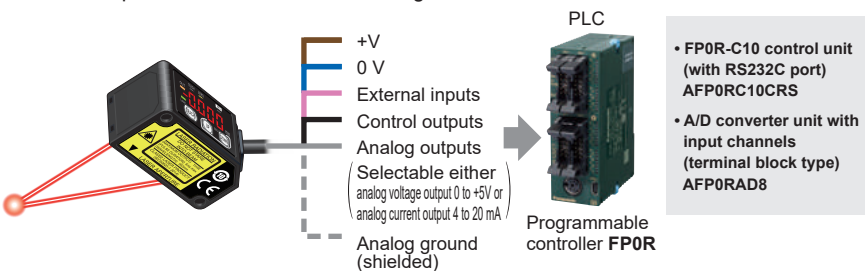 +V
0 V
External inputs
Control outputs
Analog outputs
Selectable either
analog voltage output 0 to +5V or
analog current output 4 to 20 mA
Analog ground
(shielded)
PLC
Programmable
controller FP0R
• FP0R-C10 control unit
(with RS232C port)
AFP0RC10CRS
• A/D converter unit with
input channels
(terminal block type)
AFP0RAD8